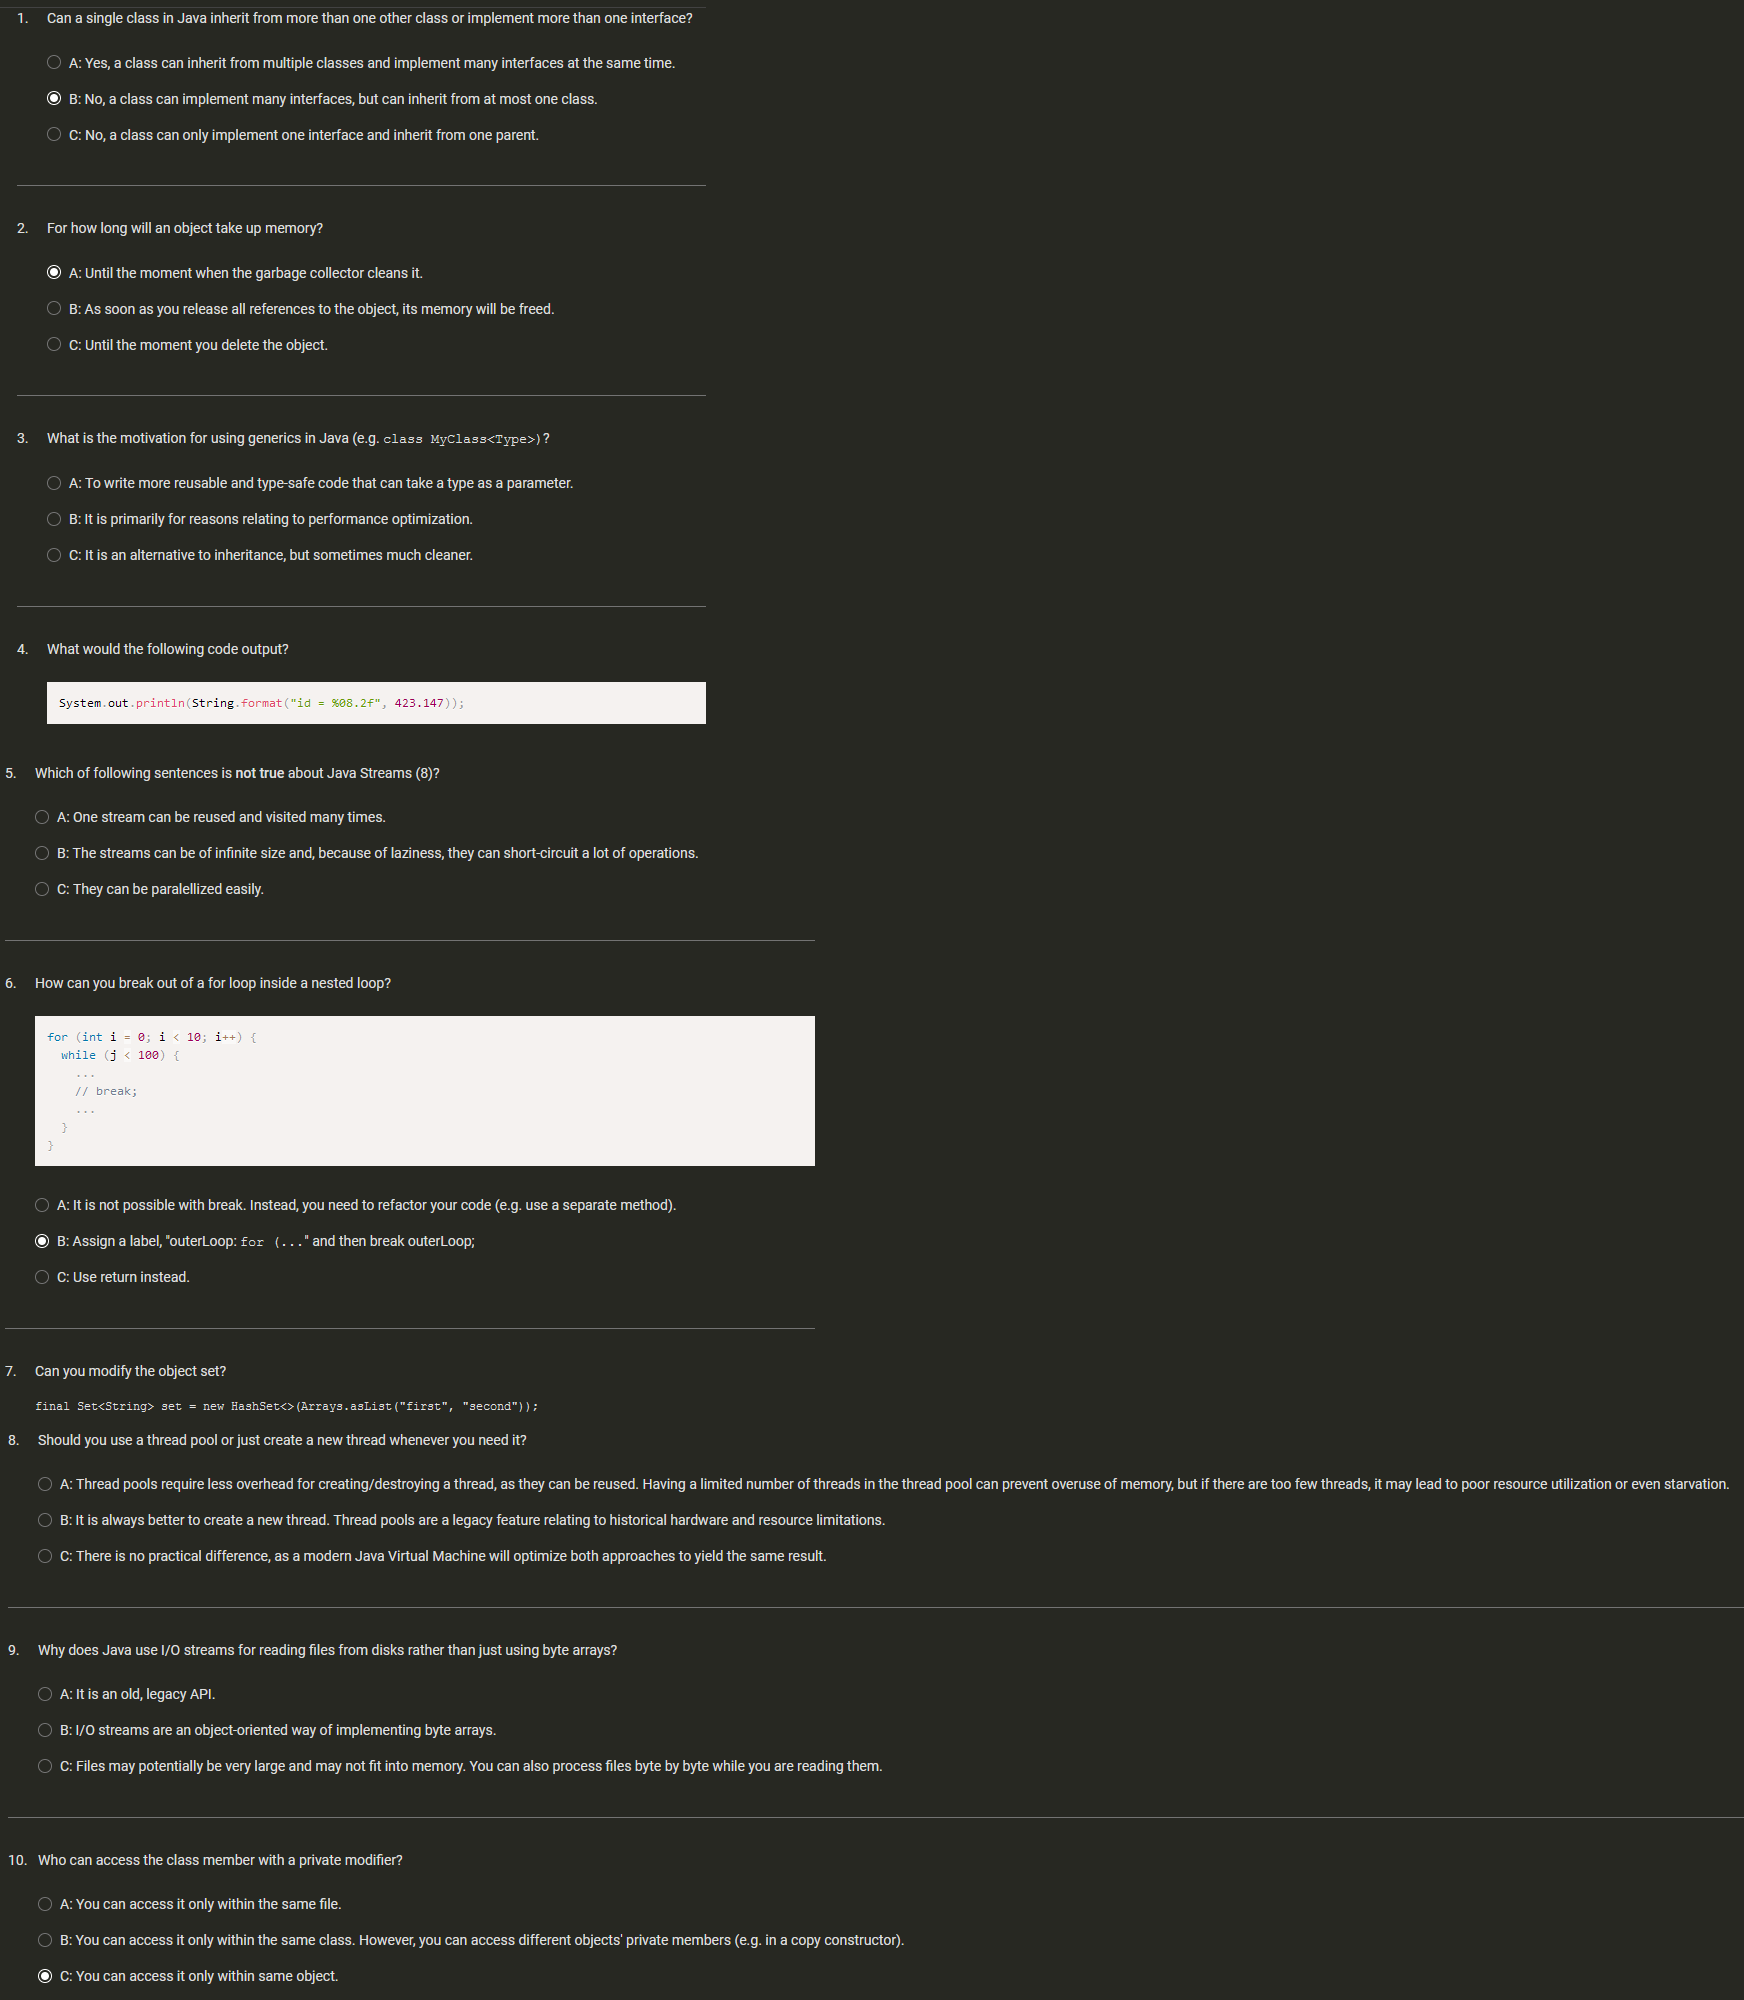 1. Can a single class in Java inherit from more than one other class or implement more than one interface?
A: Yes, a class can inherit from multiple classes and implement many interfaces at the same time.
B: No, a class can implement many interfaces, but can inherit from at most one class.
C: No, a class can only implement one interface and inherit from one parent.
2. For how long will an object take up memory?
A: Until the moment when the garbage collector cleans it.
B: As soon as you release all references to the object, its memory will be freed.
C: Until the moment you delete the object.
3. What is the motivation for using generics in Java (e.g. class MyClass<Type>)?
A: To write more reusable and type-safe code that can take a type as a parameter.
B: It is primarily for reasons relating to performance optimization.
C: It is an alternative to inheritance, but sometimes much cleaner.
4. What would the following code output?
System.out.println(String.format("id = %08.2f", 423.147));
5. Which of following sentences is not true about Java Streams (8)?
A: One stream can be reused and visited many times.
B: The streams can be of infinite size and, because of laziness, they can short-circuit a lot of operations.
C: They can be paralellized easily.
6. How can you break out of a for loop inside a nested loop?
for (int i = 0; i < 10; i++) {
while (j < 100) {
...
// break;
...
}
}
A: It is not possible with break. Instead, you need to refactor your code (e.g. use a separate method).
B: Assign a label, "outerLoop: for (..." and then break outerLoop;
C: Use return instead.
7. Can you modify the object set?
final Set<String> set = new HashSet<>(Arrays.asList("first", "second"));
8. Should you use a thread pool or just create a new thread whenever you need it?
A: Thread pools require less overhead for creating/destroying a thread, as they can be reused. Having a limited number of threads in the thread pool can prevent overuse of memory, but if there are too few threads, it may lead to poor resource utilization or even starvation.
B: It is always better to create a new thread. Thread pools are a legacy feature relating to historical hardware and resource limitations.
C: There is no practical difference, as a modern Java Virtual Machine will optimize both approaches to yield the same result.
9. Why does Java use I/O streams for reading files from disks rather than just using byte arrays?
A: It is an old, legacy API.
B: I/O streams are an object-oriented way of implementing byte arrays.
C: Files may potentially be very large and may not fit into memory. You can also process files byte by byte while you are reading them.
10. Who can access the class member with a private modifier?
A: You can access it only within the same file.
B: You can access it only within the same class. However, you can access different objects' private members (e.g. in a copy constructor).
C: You can access it only within same object.